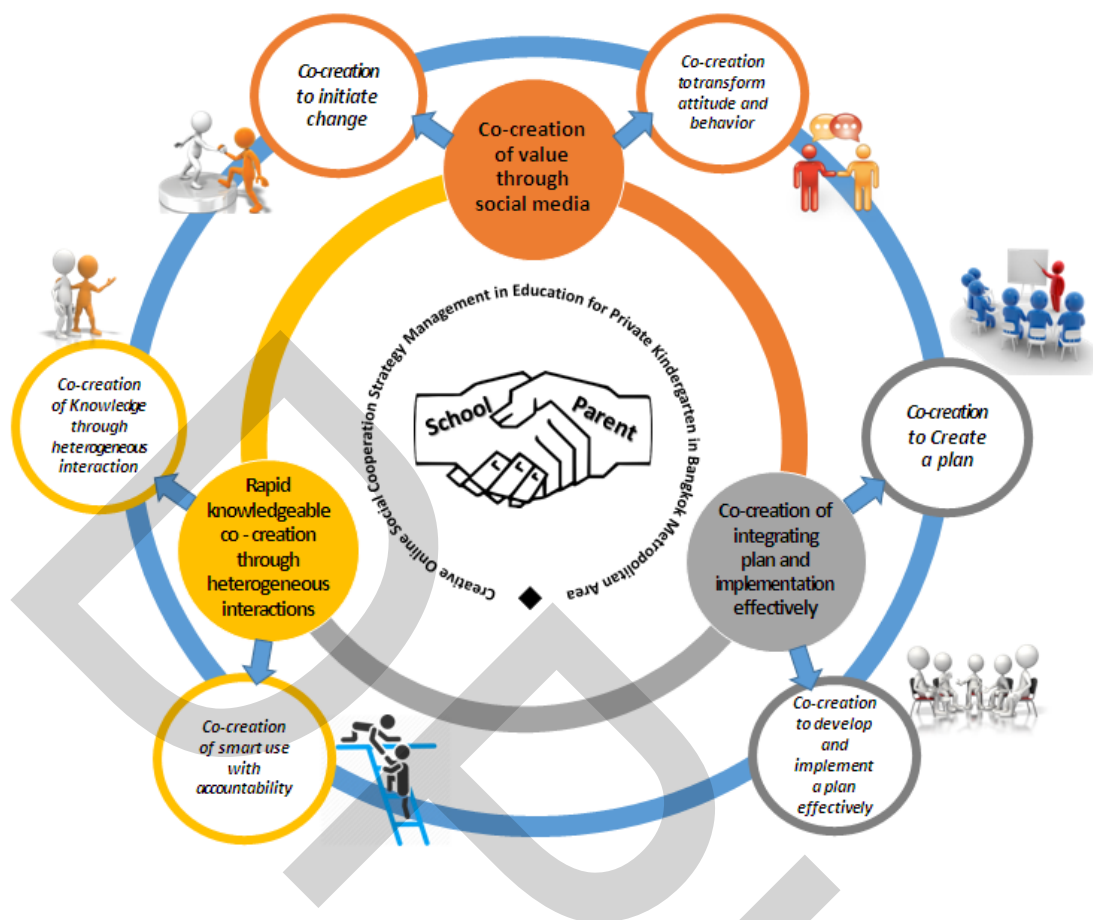 Co-creation
to initiate
change
Co-creation
to transform
attitude and
behavior
Co-creation
of value
through
social media
Creative Online Social Cooperation Strategy Management in Education for Private Kindergarten in Bangkok Metropolitan Area
School
Parent
Co-creation
of Knowledge
through
heterogeneous
interaction
Co-creation
to Create
a plan
Rapid
knowledgeable
co - creation
through
heterogeneous
interactions
Co-creation of
integrating
plan and
implementation
effectively
Co-creation
of smart use
with
accountability
Co-creation
to develop
and
implement
a plan
effectively